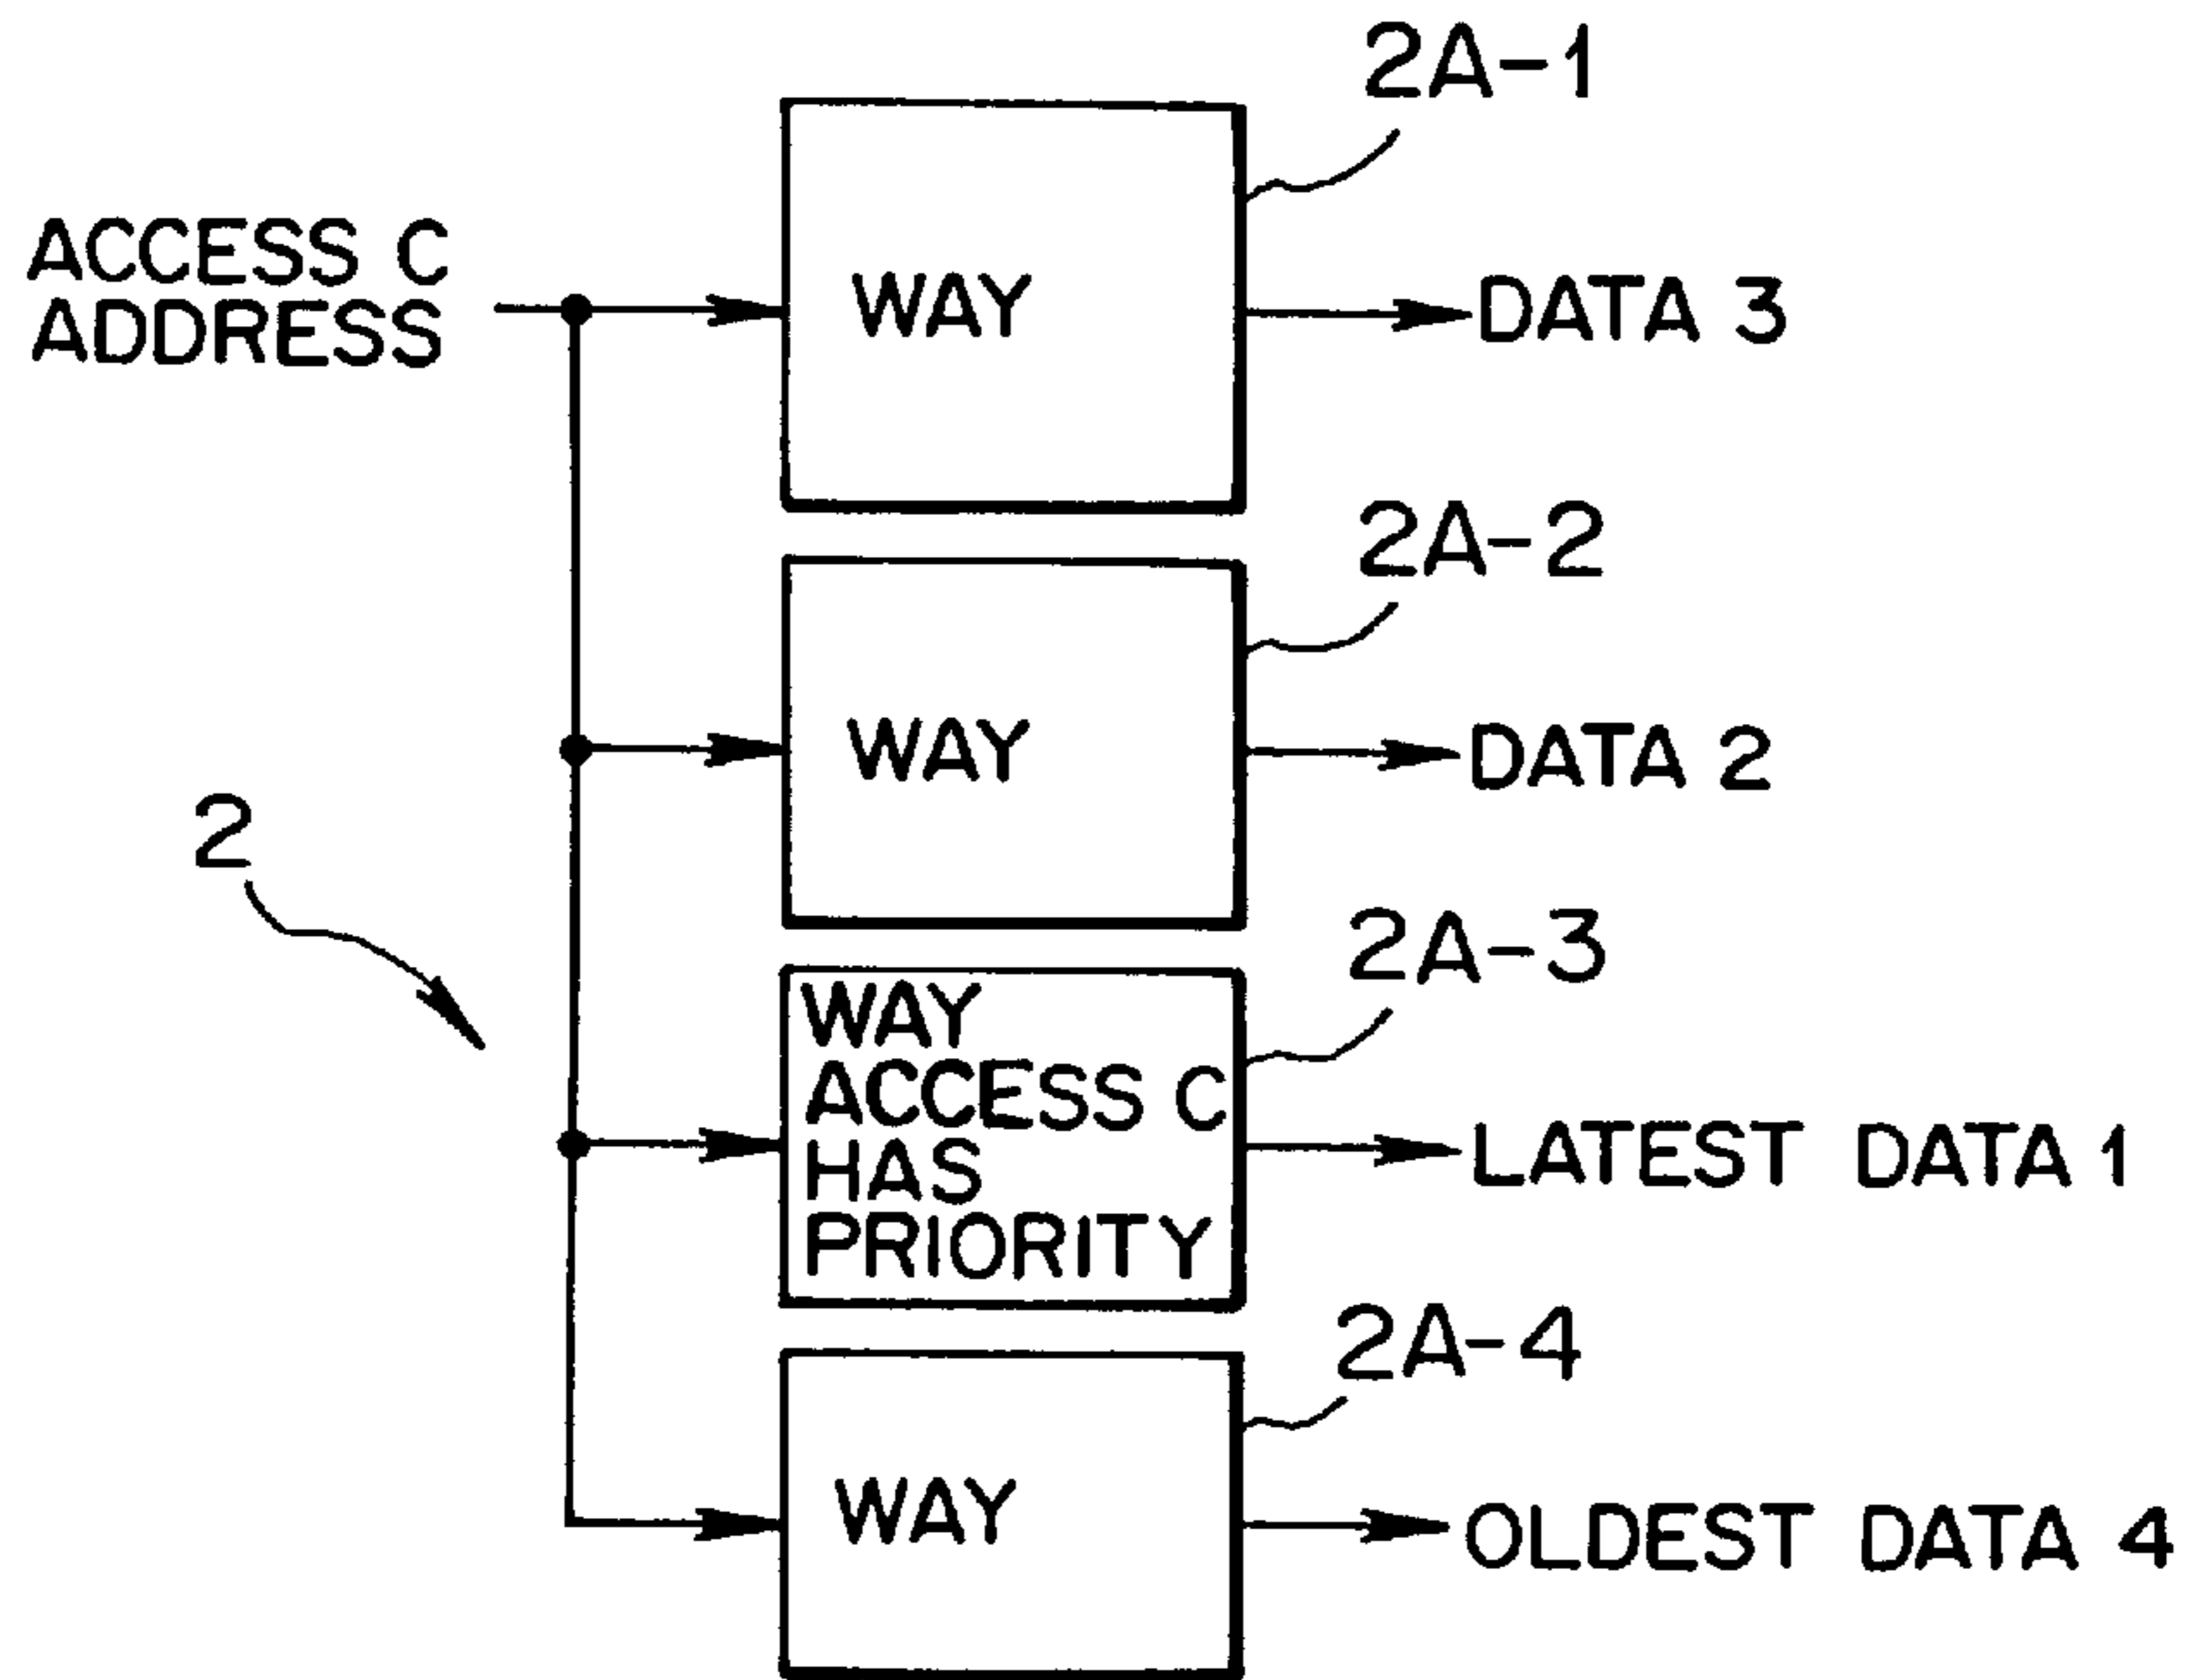 2A-1
ACCESS C
ADDRESS
WAY
DATA 3
2A-2
WAY
DATA 2
2
2A-3
WAY
ACCESS C
HAS
PRIORITY
LATEST DATA 1
2A-4
WAY
OLDEST DATA 4